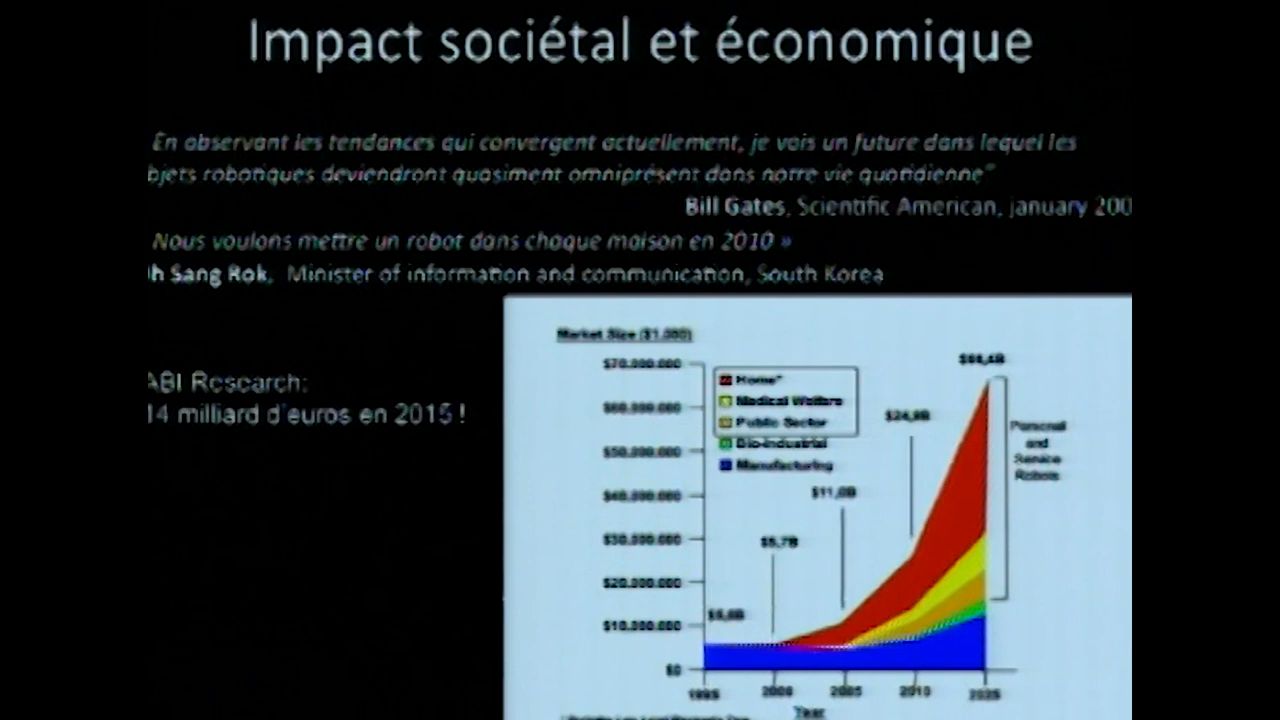 Impact sociétal et économique
En observant les tendances qui convergent actuellement, je vois un future dans lequel les
bjets robotiques deviendront quasiment omniprésent dans notre vie quotidienne"
Bill Gates, Scientific American, january 200
Nous voulons mettre un robot dans chaque maison en 2010 »
h Sang Rok, Minister of information and communication, South Korea
ABI Research:
14 milliard d'euros en 2015 !
Market Size ($1,000)
$70.000.000
$60.000.000
$50.000.000
$40.000.000
$30.000.000
$20.000.000
$10.000.000
$0
Home*
Medical Welfare
Public Sector
Bio-Industrial
Manufacturing
$5,7B
$11,0B
$24,9B
$66,4B
Personal
and
Service
Robots
1995
2000
2005
2010
2025
Year